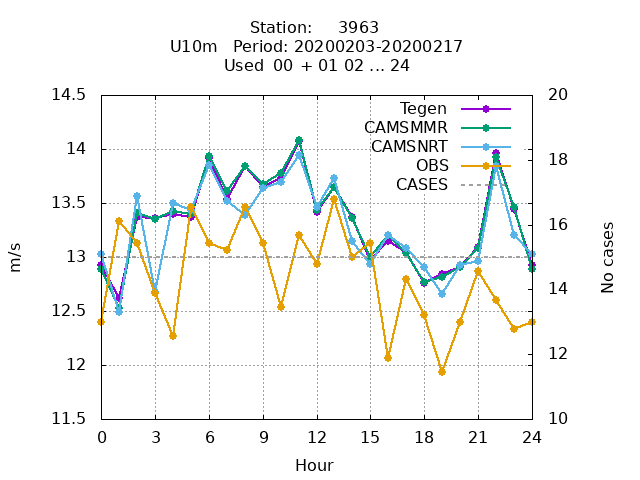 Station:     3963
U10m   Period: 20200203-20200217
Used  00 + 01 02 ... 24
14.5
14
13.5
13
12.5
12
11.5
m/s
20
18
16
14
12
10
No cases
Tegen
CAMSMMR
CAMSNRT
OBS
CASES
0 3 6 9 12 15 18 21 24
Hour